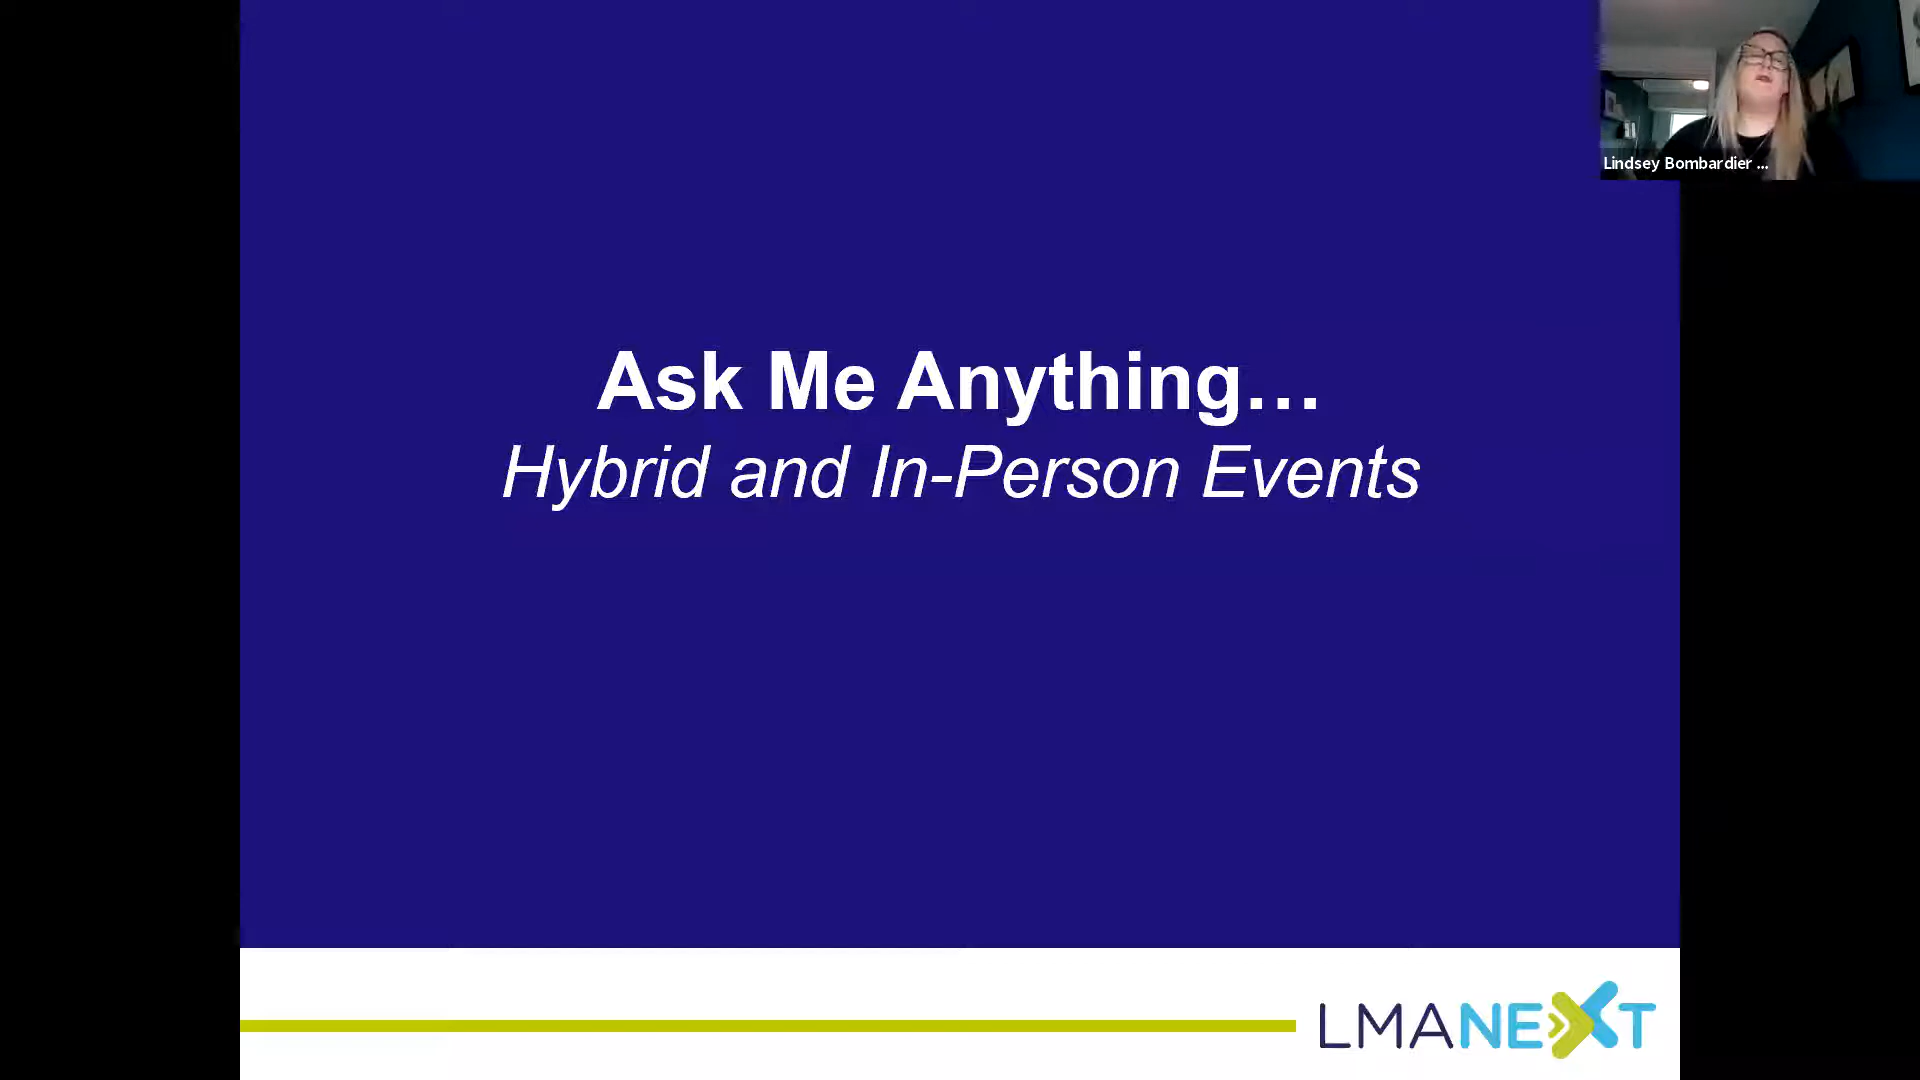 Lindsey Bombardier ...
Ask Me Anything…
Hybrid and In-Person Events
LMANEXT